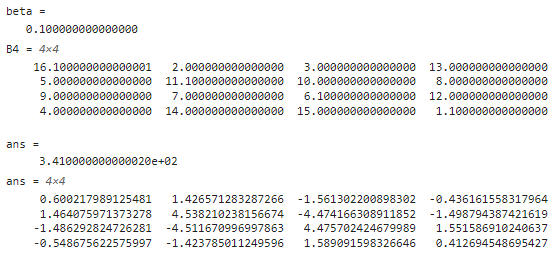 beta =
0.100000000000000
B4 = 4×4
16.100000000000001 2.000000000000000 3.000000000000000 13.000000000000000
5.000000000000000 11.100000000000000 10.000000000000000 8.000000000000000
9.000000000000000 7.000000000000000 6.100000000000000 12.000000000000000
4.000000000000000 14.000000000000000 15.000000000000000 1.100000000000000
ans =
3.410000000000020e+02
ans = 4×4
0.600217989125481 1.426571283287266 -1.561302200898302 -0.436161558317964
1.464075971373278 4.538210238156674 -4.474166308911852 -1.498794387421619
-1.486292824726281 -4.511670996997863 4.475702424679989 1.551586910240637
-0.548675622575997 -1.423785011249596 1.589091598326646 0.412694548695427